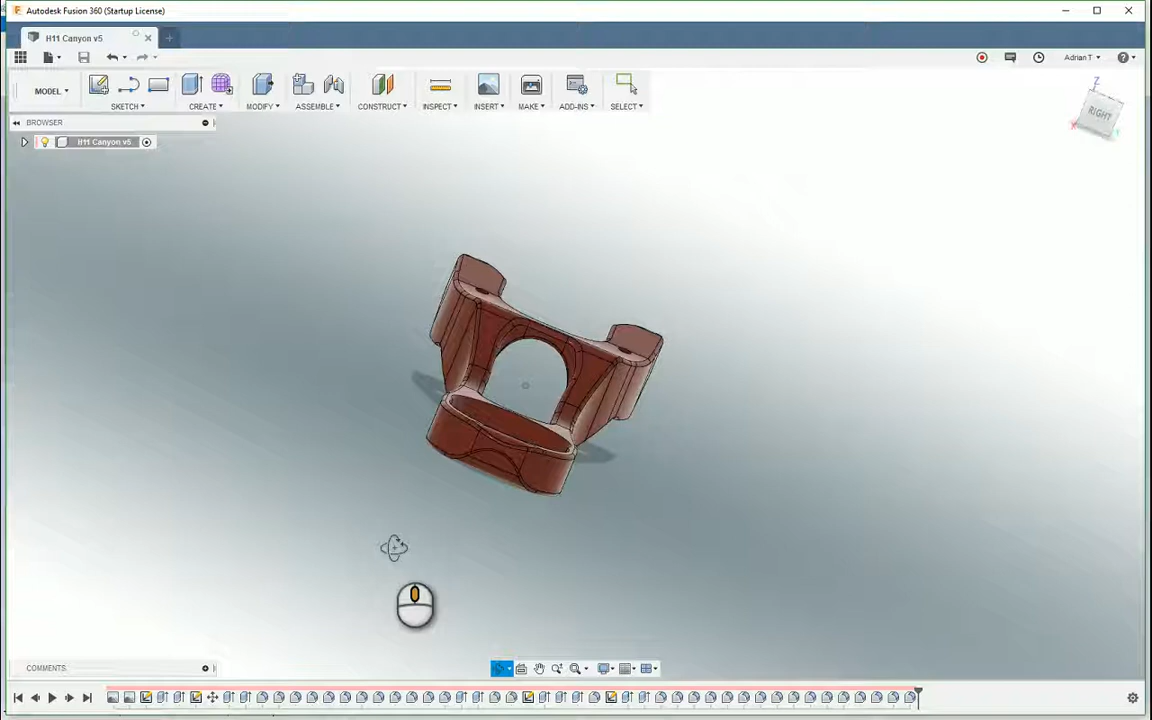 Autodesk Fusion 360 (Startup License)
H11 Canyon v5
Adrian T
MODEL
SKETCH
CREATE
MODIFY
ASSEMBLE
CONSTRUCT
INSPECT
INSERT
MAKE
ADD-INS
SELECT
BROWSER
H11 Canyon v5
Z
RIGHT
X
COMMENTS